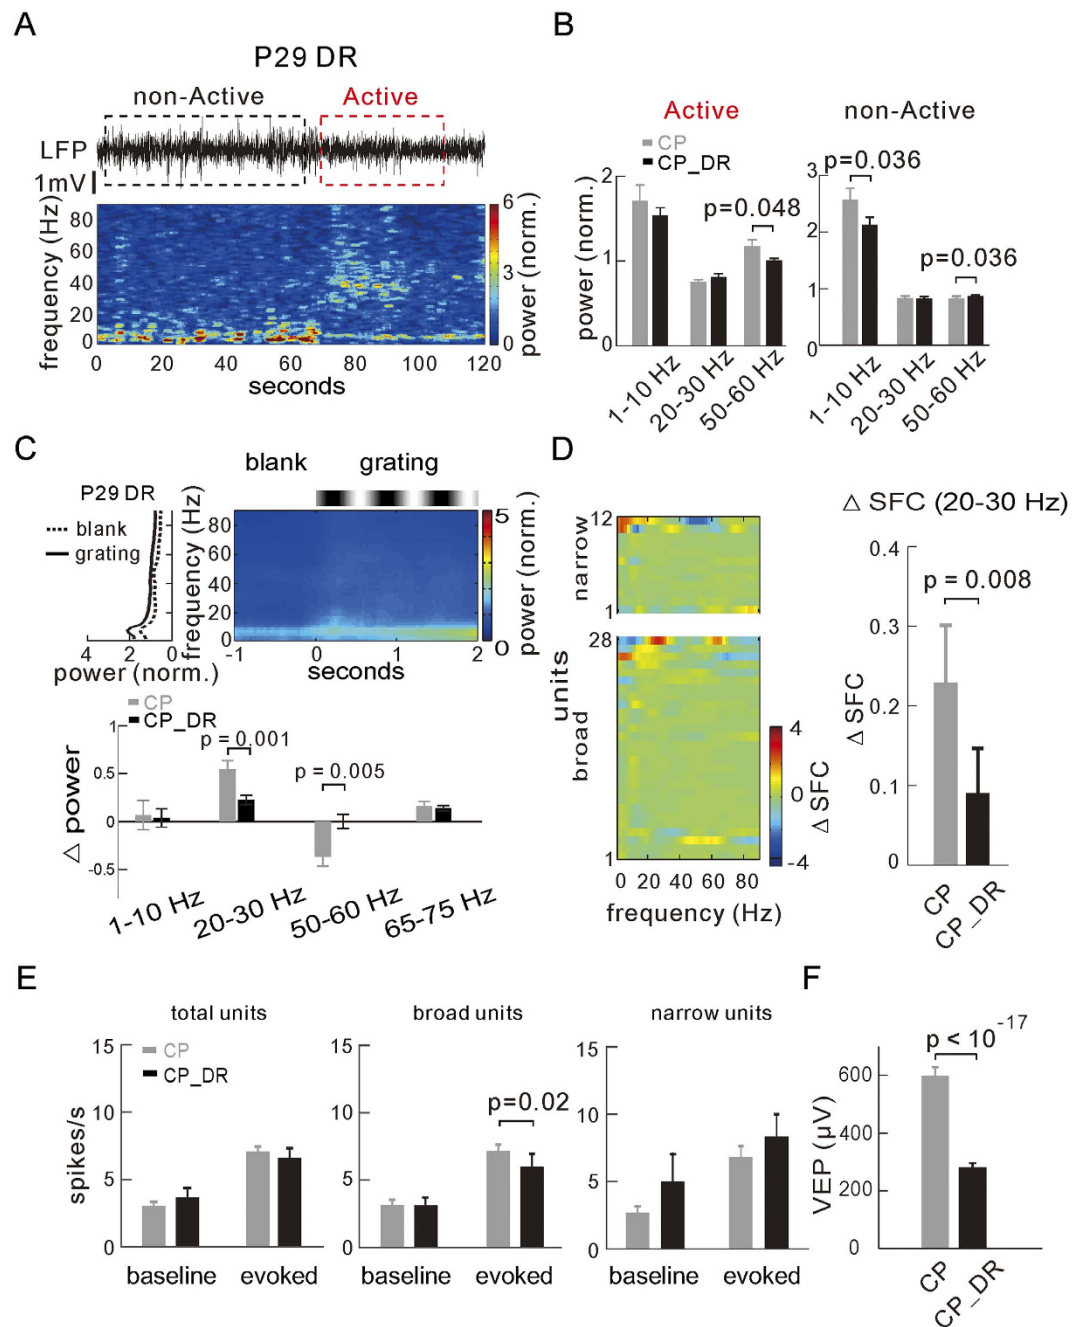 A
P29 DR
non-Active
Active
LFP
1mV
frequency (Hz)
80
60
40
20
0
0 20 40 60 80 100 120
seconds
6
3
0
power (norm.)
B
Active
CP
CP_DR
p=0.048
power (norm.)
2
1
0
1-10 Hz
20-30 Hz
50-60 Hz
non-Active
p=0.036
p=0.036
3
2
1
0
1-10 Hz
20-30 Hz
50-60 Hz
C
P29 DR
blank
grating
4 2 0
power (norm.)
blank
grating
frequency (Hz)
80
60
40
20
0
-1 0 1 2
seconds
5
0
power (norm.)
CP
CP_DR
p = 0.001
p = 0.005
△ power
1
0.5
0
-0.5
1-10 Hz
20-30 Hz
50-60 Hz
65-75 Hz
D
12
narrow
1
28
units
broad
1
0 20 40 60 80
frequency (Hz)
4
0
-4
△ SFC
△ SFC (20-30 Hz)
p = 0.008
△ SFC
0.4
0.3
0.2
0.1
0
CP
CP_DR
E
total units
CP
CP_DR
spikes/s
15
10
5
0
baseline
evoked
broad units
p=0.02
15
10
5
0
baseline
evoked
narrow units
15
10
5
0
baseline
evoked
F
p < 10-17
VEP (µV)
600
400
200
0
CP
CP_DR